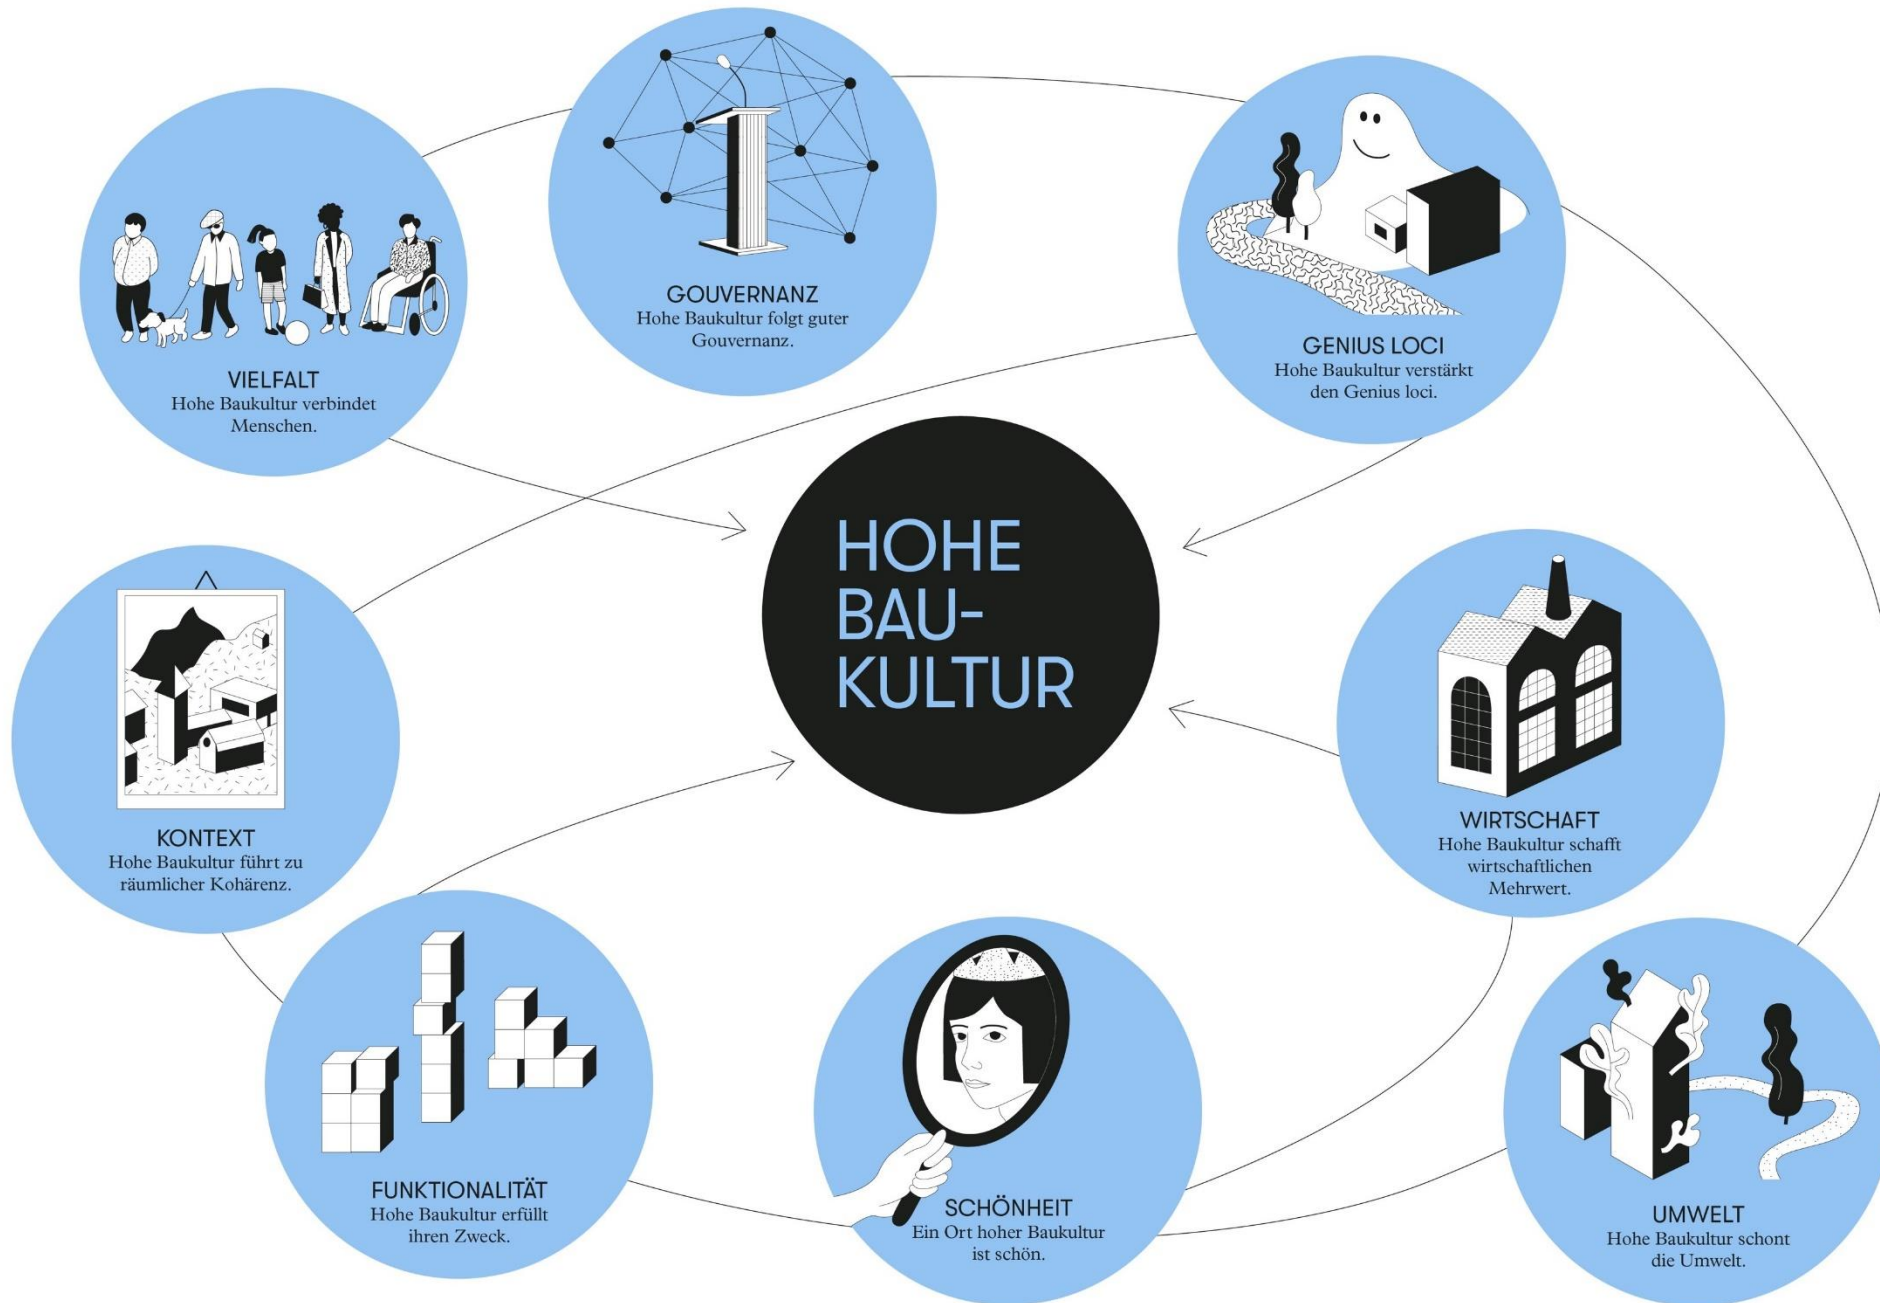 VIELFALT
Hohe Baukultur verbindet
Menschen.
GOUVERNANZ
Hohe Baukultur folgt guter
Gouvernanz.
GENIUS LOCI
Hohe Baukultur verstärkt
den Genius loci.
HOHE
BAU-
KULTUR
KONTEXT
Hohe Baukultur führt zu
räumlicher Kohärenz.
WIRTSCHAFT
Hohe Baukultur schafft
wirtschaftlichen
Mehrwert.
FUNKTIONALITÄT
Hohe Baukultur erfüllt
ihren Zweck.
SCHÖNHEIT
Ein Ort hoher Baukultur
ist schön.
UMWELT
Hohe Baukultur schont
die Umwelt.